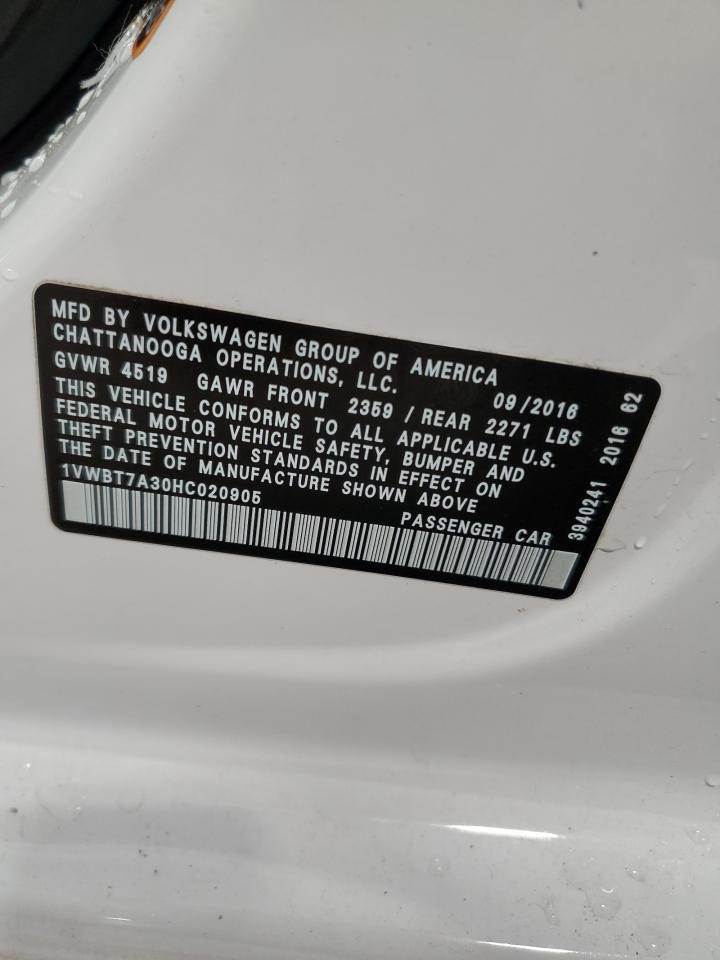 MFD BY VOLKSWAGEN GROUP OF AMERICA
CHATTANOOGA OPERATIONS, LLC.
GVWR 4519 GAWR FRONT 2359 / REAR 2271 LBS 09/2016
THIS VEHICLE CONFORMS TO ALL APPLICABLE U.S.
FEDERAL MOTOR VEHICLE SAFETY, BUMPER AND
THEFT PREVENTION STANDARDS IN EFFECT ON
THE DATE OF MANUFACTURE SHOWN ABOVE
1VWBT7A30HC020905
PASSENGER CAR
3940241 2016 62